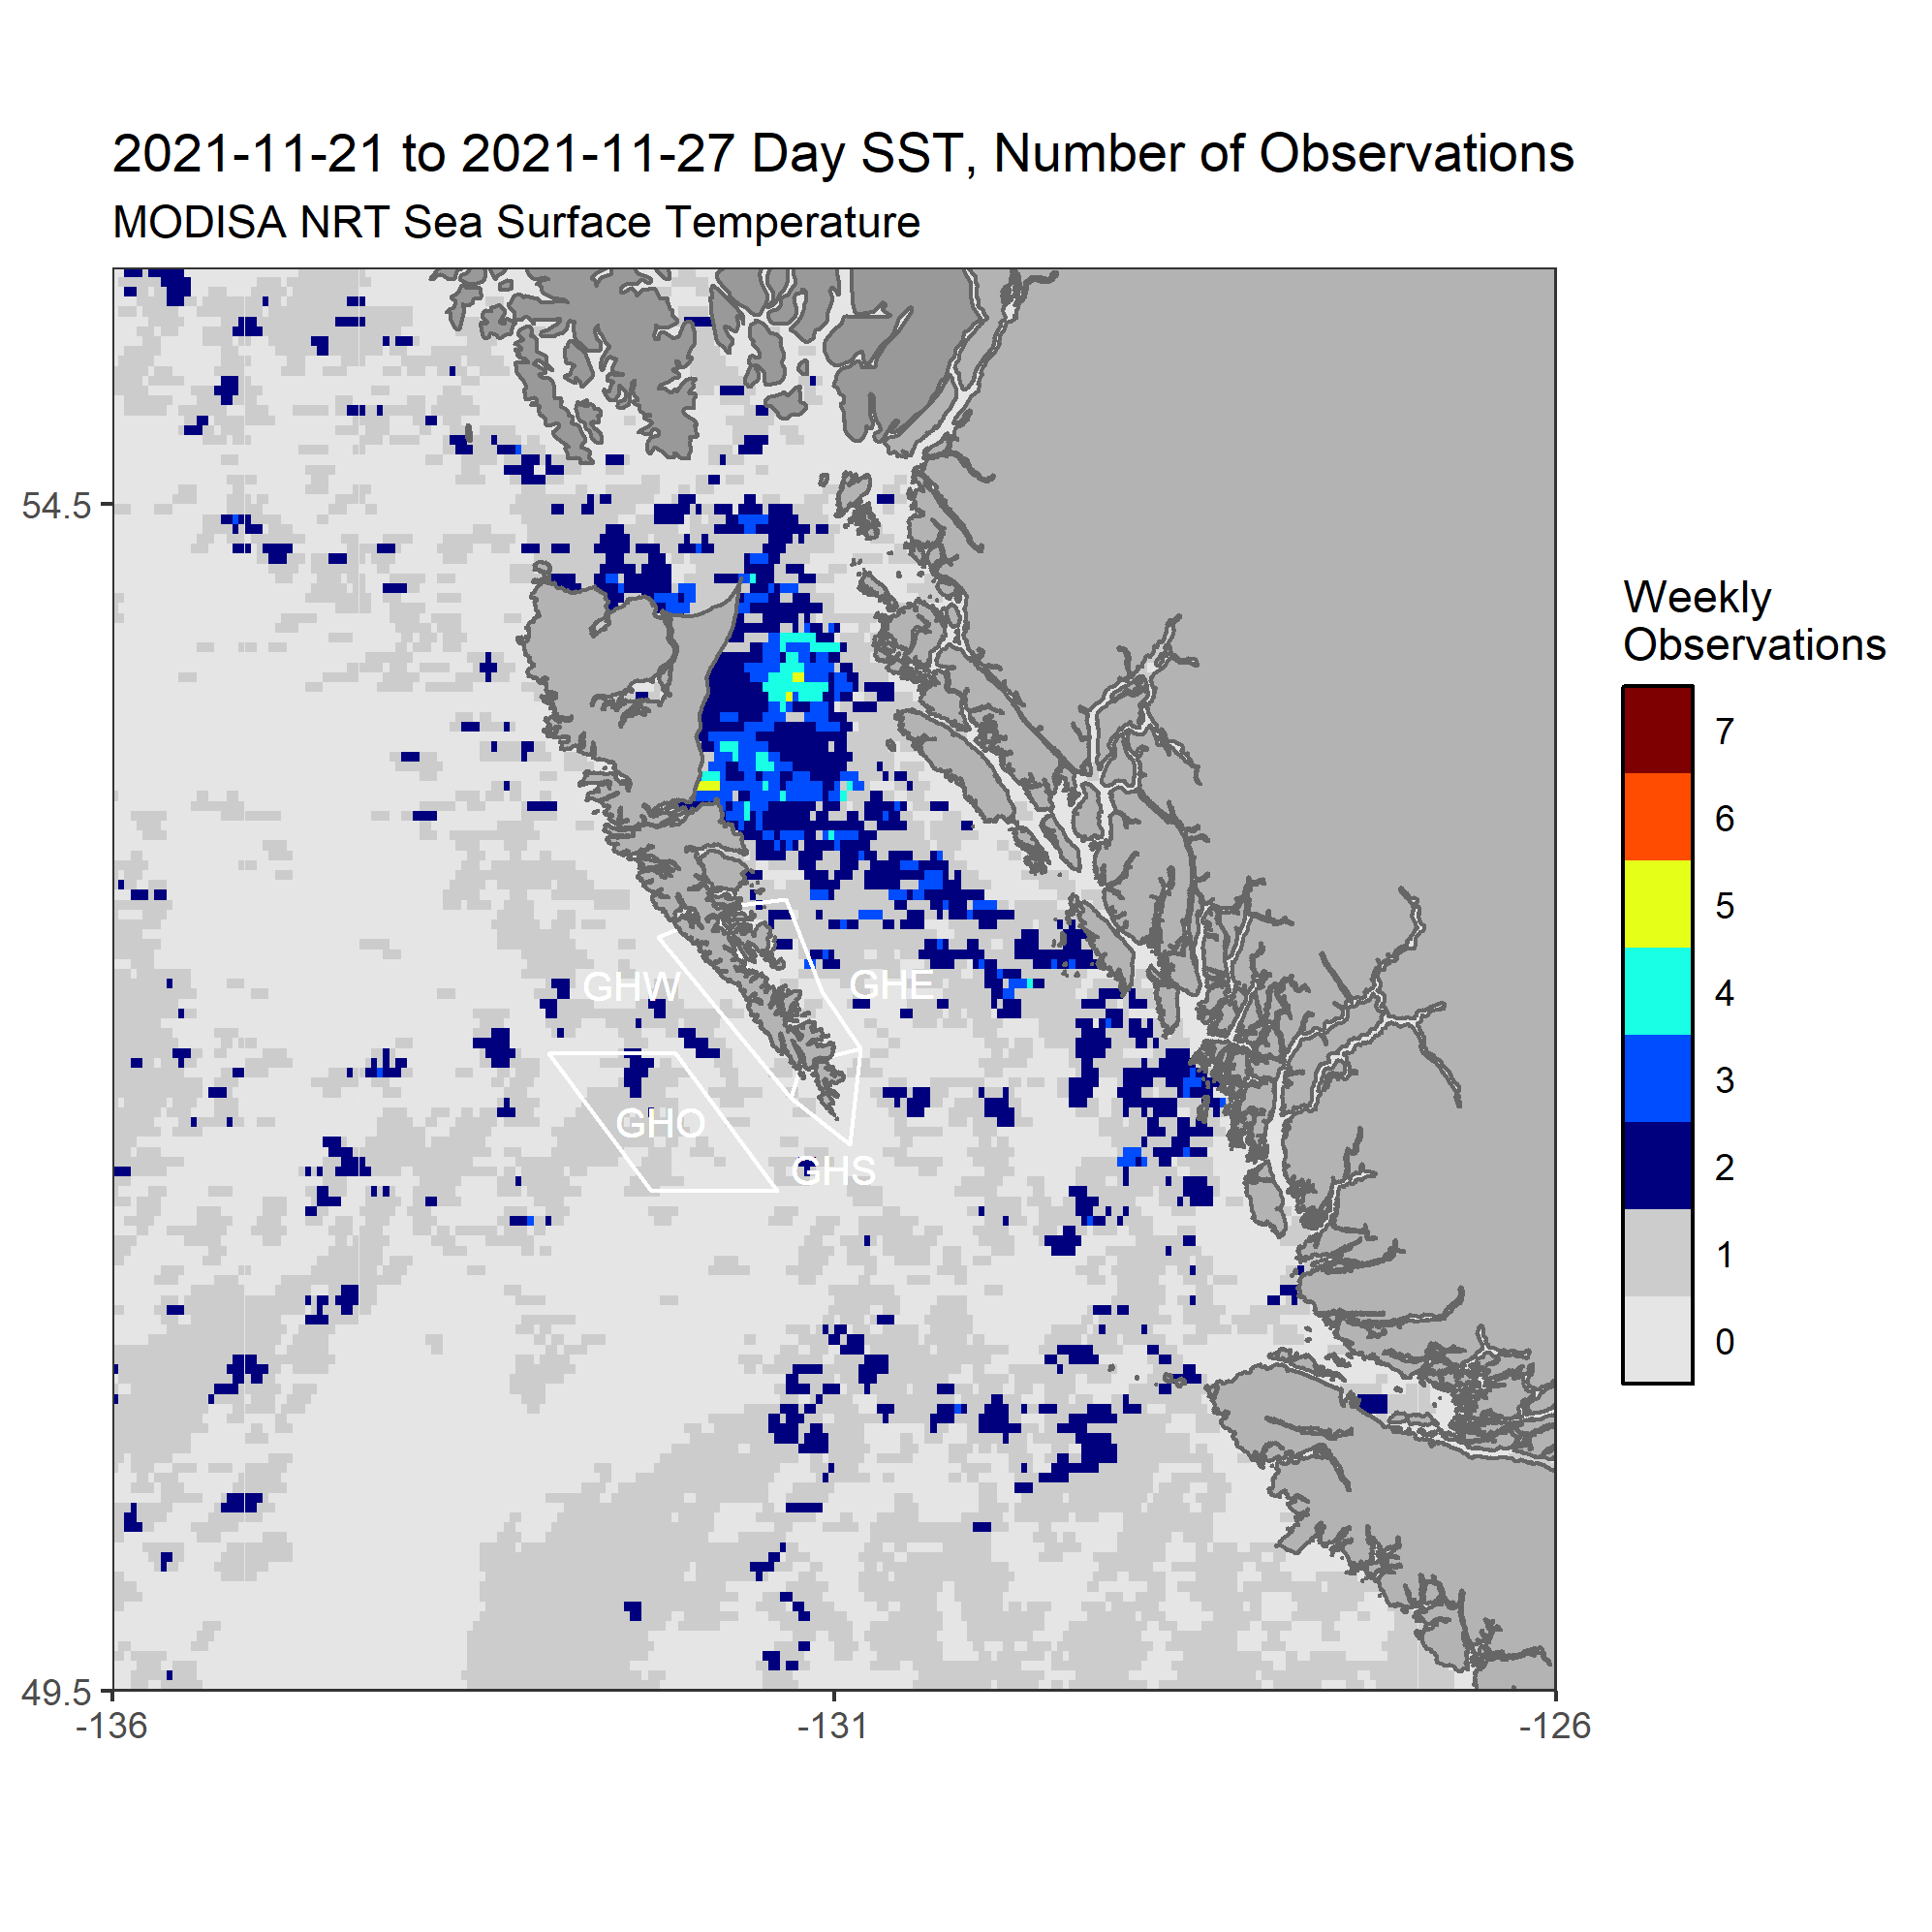 2021-11-21 to 2021-11-27 Day SST, Number of Observations
MODISA NRT Sea Surface Temperature
54.5
49.5
-136
-131
-126
GHW
GHE
GHO
GHS
Weekly
Observations
7
6
5
4
3
2
1
0